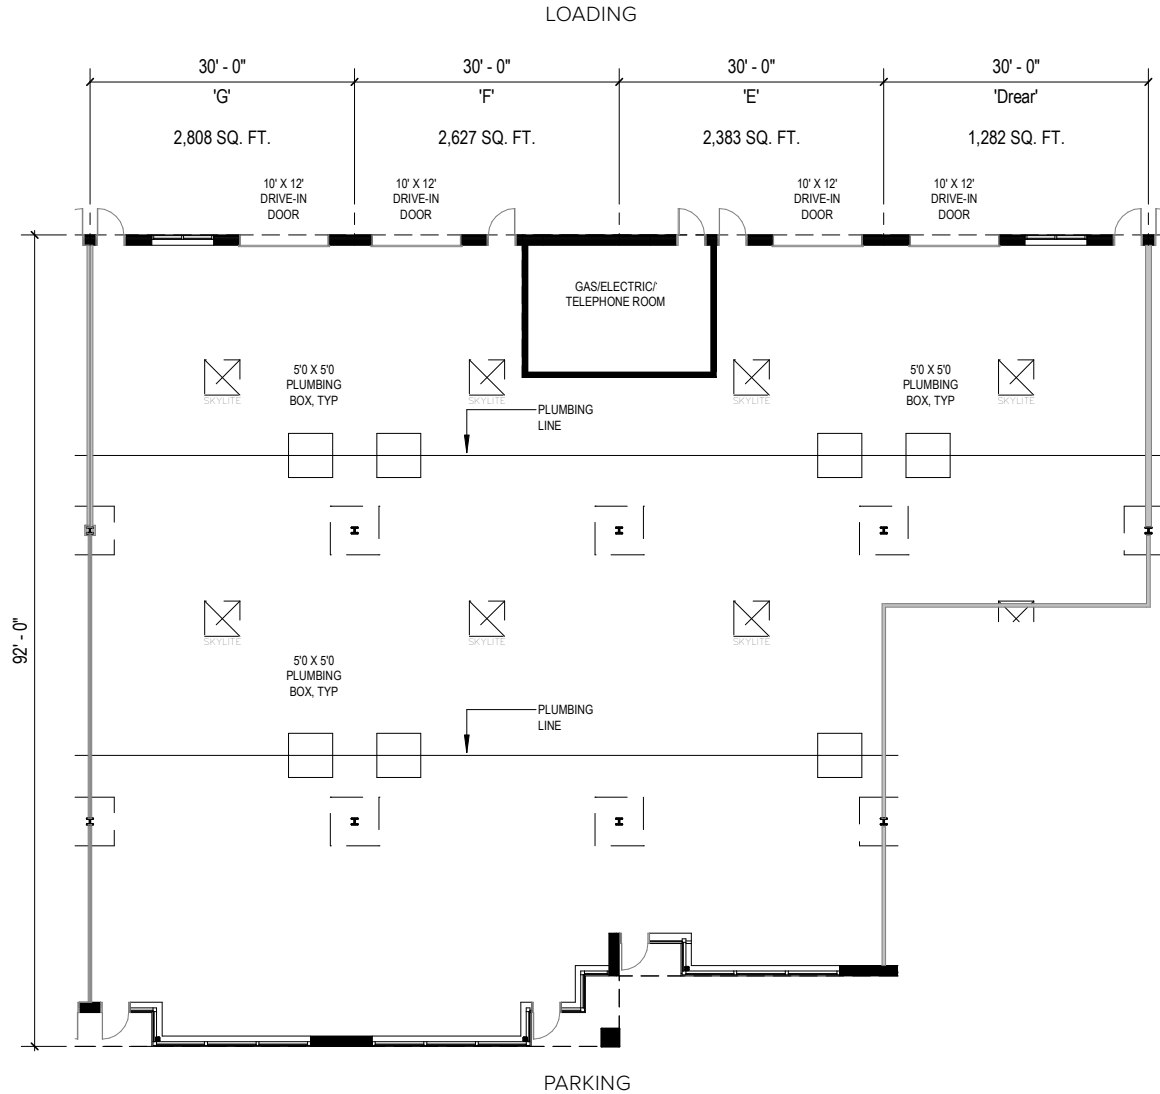 LOADING
30' - 0"
30' - 0"
30' - 0"
30' - 0"
'G'
'F'
'E'
'Drear'
2,808 SQ. FT.
2,627 SQ. FT.
2,383 SQ. FT.
1,282 SQ. FT.
10' X 12'
DRIVE-IN
DOOR
10' X 12'
DRIVE-IN
DOOR
10' X 12'
DRIVE-IN
DOOR
10' X 12'
DRIVE-IN
DOOR
GAS/ELECTRIC/
TELEPHONE ROOM
5'0 X 5'0
PLUMBING
BOX, TYP
5'0 X 5'0
PLUMBING
BOX, TYP
SKYLITE
SKYLITE
SKYLITE
SKYLITE
PLUMBING
LINE
92' - 0"
SKYLITE
SKYLITE
SKYLITE
5'0 X 5'0
PLUMBING
BOX, TYP
PLUMBING
LINE
PARKING